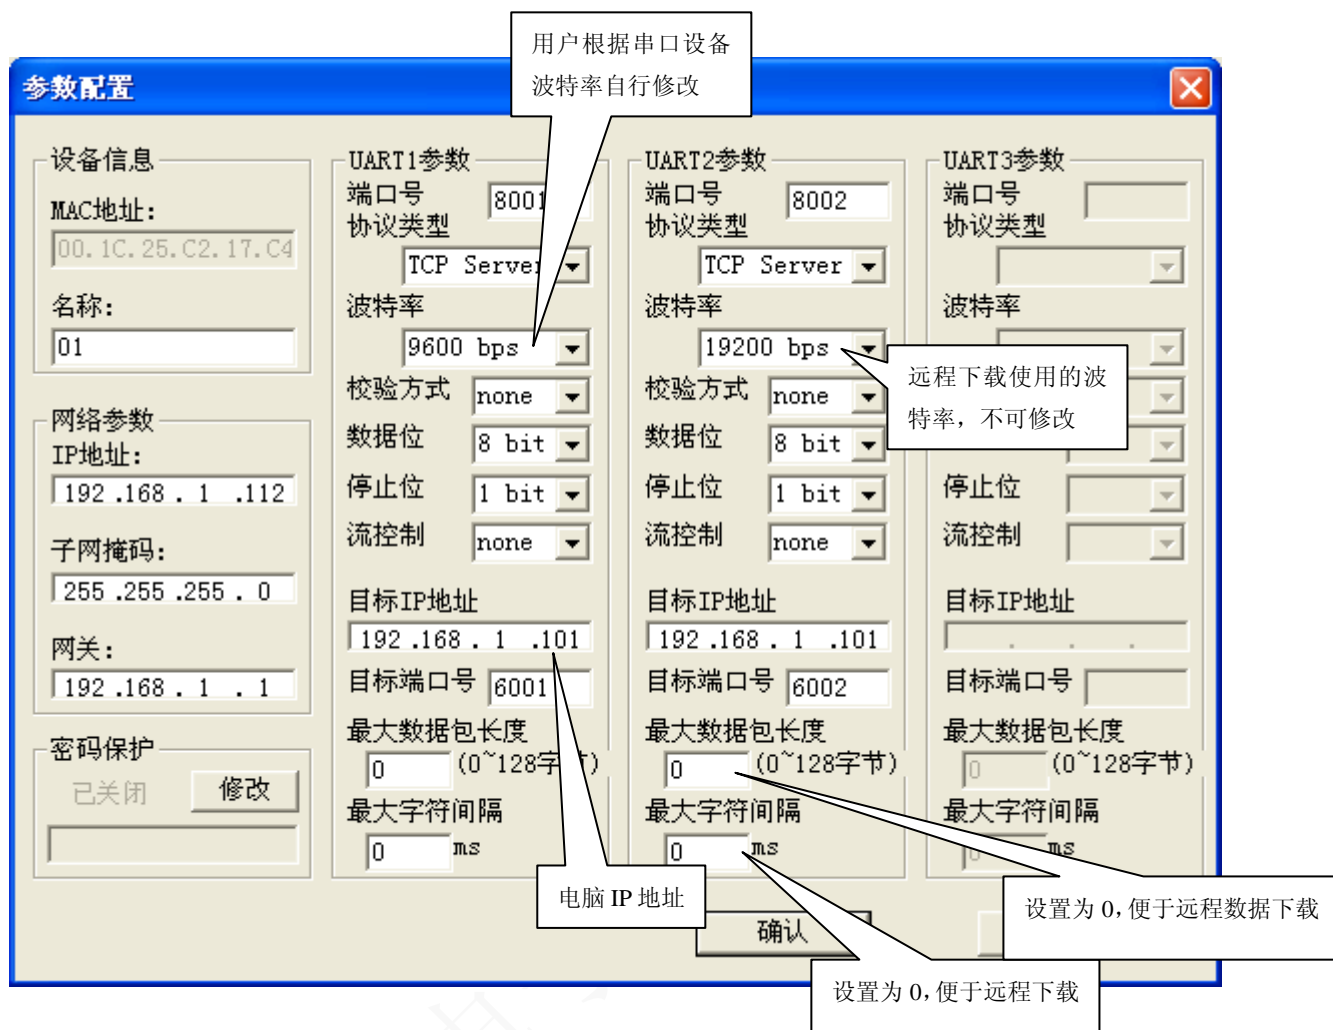 用户根据串口设备
波特率自行修改
参数配置
设备信息
MAC地址:
00.1C.25.C2.17.C4
名称:
01
网络参数
IP地址:
192 .168 . 1 .112
子网掩码:
255 .255 .255 . 0
网关:
192 .168 . 1 . 1
密码保护
已关闭
修改
UART1参数
端口号 8001
协议类型
TCP Server
波特率
9600 bps
校验方式 none
数据位 8 bit
停止位 1 bit
流控制 none
目标IP地址
192 .168 . 1 .101
目标端口号 6001
最大数据包长度
0 (0~128字节)
最大字符间隔
0 ms
电脑 IP 地址
UART2参数
端口号 8002
协议类型
TCP Server
波特率
19200 bps
校验方式 none
数据位 8 bit
停止位 1 bit
流控制 none
目标IP地址
192 .168 . 1 .101
目标端口号 6002
最大数据包长度
0 (0~128字节)
最大字符间隔
0 ms
确认
UART3参数
端口号
协议类型
波特率
远程下载使用的波
特率，不可修改
停止位
流控制
目标IP地址
. . .
目标端口号
最大数据包长度
0 (0~128字节)
最大字符间隔
0 ms
设置为 0，便于远程数据下载
设置为 0，便于远程下载